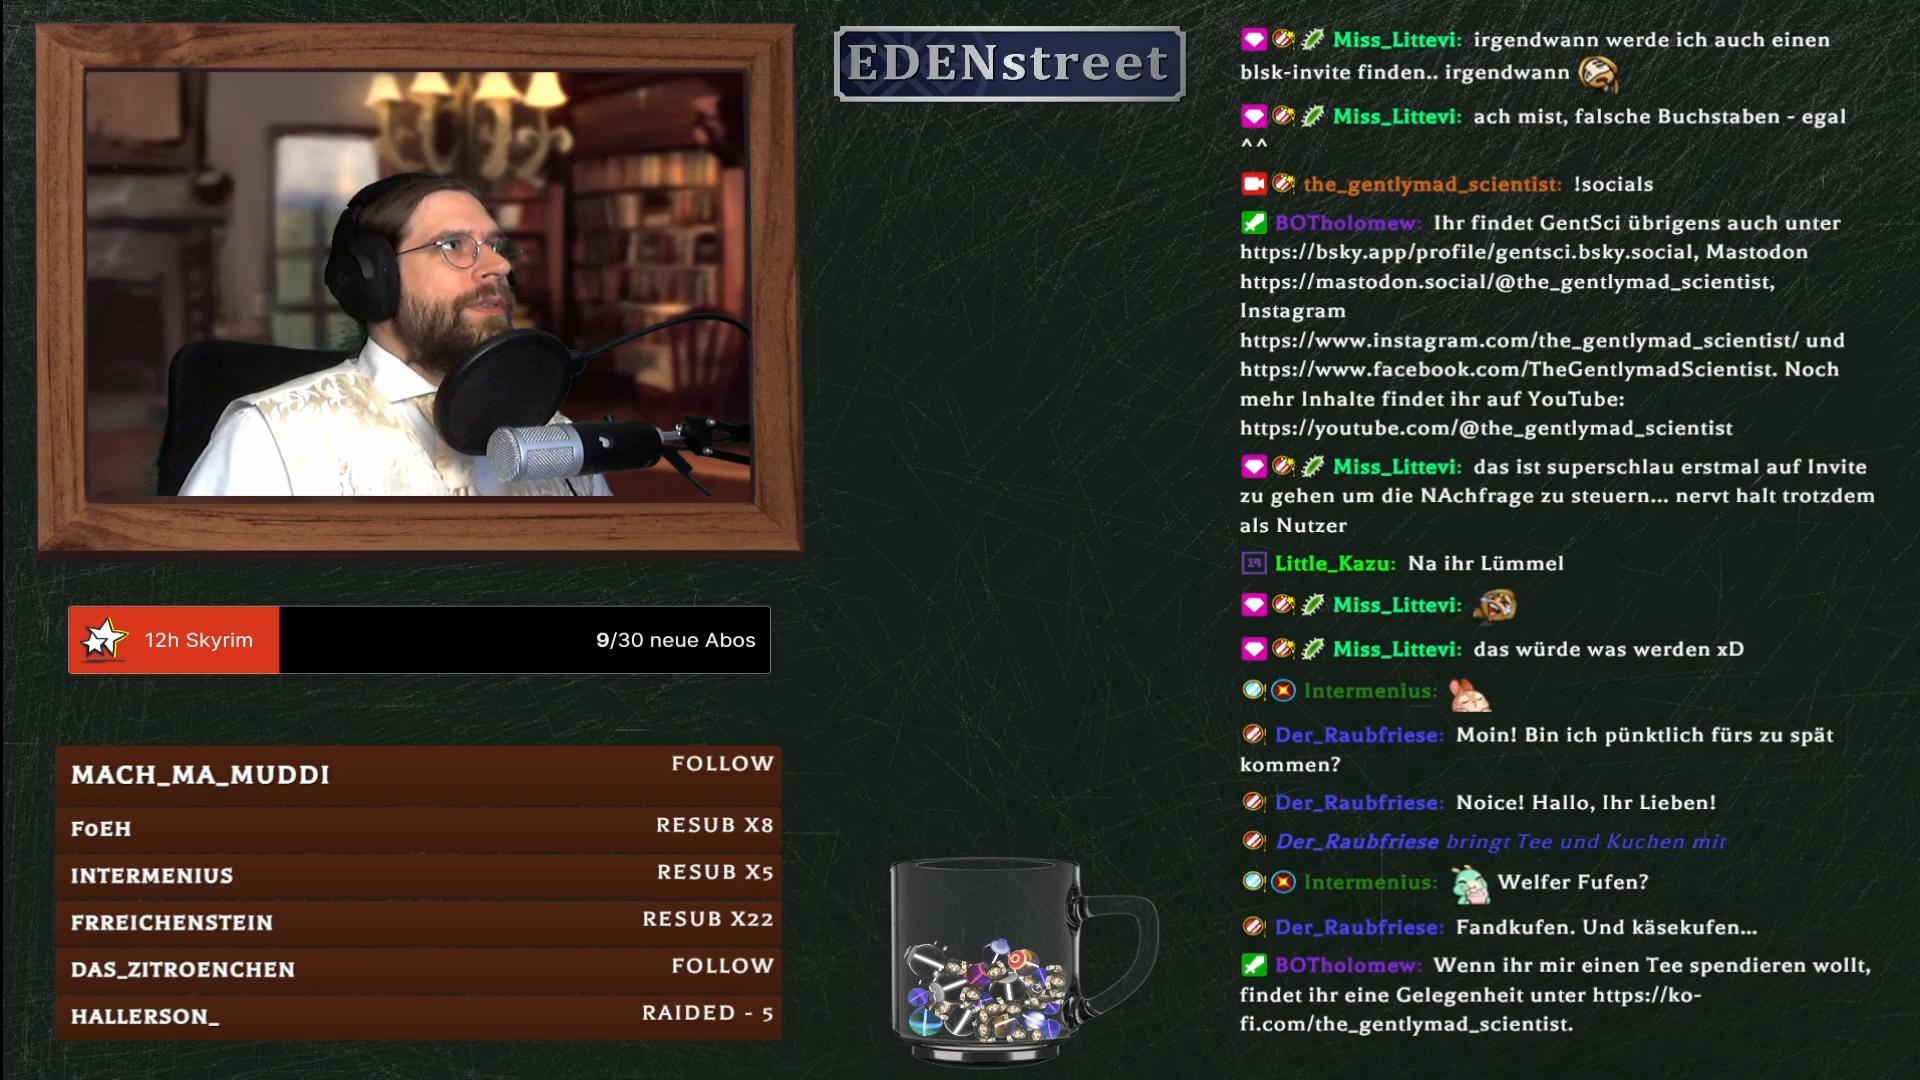 EDENstreet
12h Skyrim
9/30 neue Abos
MACH_MA_MUDDI FOLLOW
FOEH RESUB X8
INTERMENIUS RESUB X5
FRREICHENSTEIN RESUB X22
DAS_ZITROENCHEN FOLLOW
HALLERSON_ RAIDED - 5
Miss_Littevi: irgendwann werde ich auch einen
blsk-invite finden.. irgendwann
Miss_Littevi: ach mist, falsche Buchstaben - egal
^^
the_gentlymad_scientist: !socials
BOTholomew: Ihr findet GentSci übrigens auch unter
https://bsky.app/profile/gentsci.bsky.social, Mastodon
https://mastodon.social/@the_gentlymad_scientist,
Instagram
https://www.instagram.com/the_gentlymad_scientist/ und
https://www.facebook.com/TheGentlymadScientist. Noch
mehr Inhalte findet ihr auf YouTube:
https://youtube.com/@the_gentlymad_scientist
Miss_Littevi: das ist superschlau erstmal auf Invite
zu gehen um die NAchfrage zu steuern... nervt halt trotzdem
als Nutzer
Little_Kazu: Na ihr Lümmel
Miss_Littevi:
Miss_Littevi: das würde was werden xD
Intermenius:
Der_Raubfriese: Moin! Bin ich pünktlich fürs zu spät
kommen?
Der_Raubfriese: Noice! Hallo, Ihr Lieben!
Der_Raubfriese bringt Tee und Kuchen mit
Intermenius: Welfer Fufen?
Der_Raubfriese: Fandkufen. Und käsekufen...
BOTholomew: Wenn ihr mir einen Tee spendieren wollt,
findet ihr eine Gelegenheit unter https://ko-
fi.com/the_gentlymad_scientist.